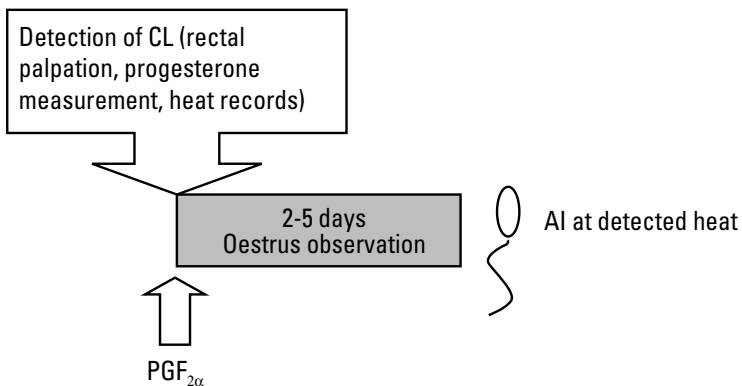 Detection of CL (rectal
palpation, progesterone
measurement, heat records)
2-5 days
Oestrus observation
AI at detected heat
PGF2α